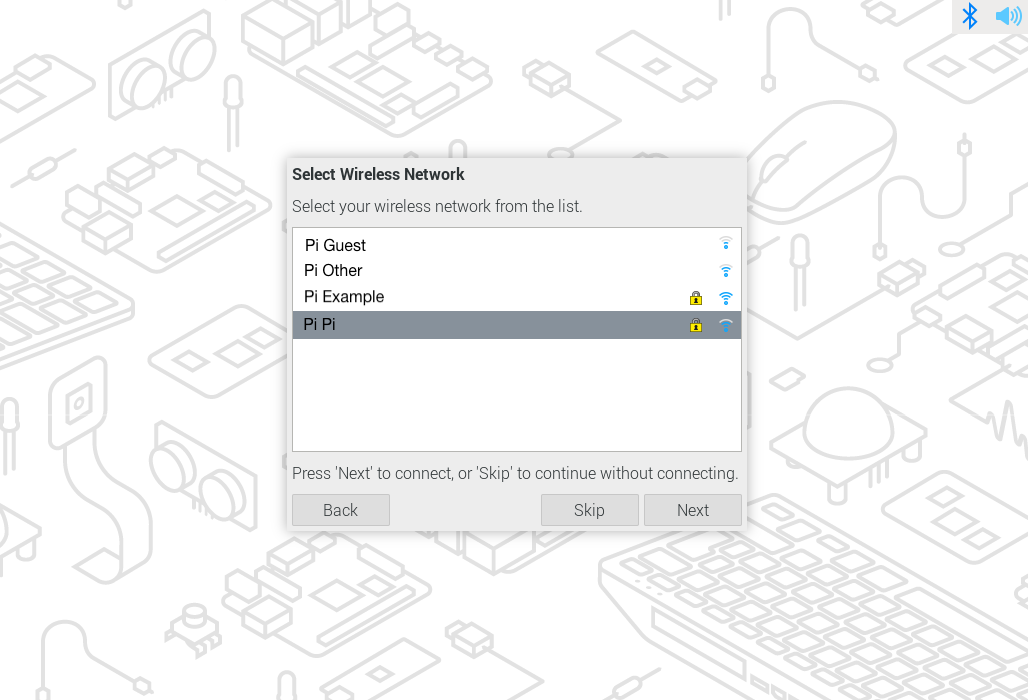 Select Wireless Network
Select your wireless network from the list.
Pi Guest
Pi Other
Pi Example
Pi Pi
Press 'Next' to connect, or 'Skip' to continue without connecting.
Back
Skip
Next